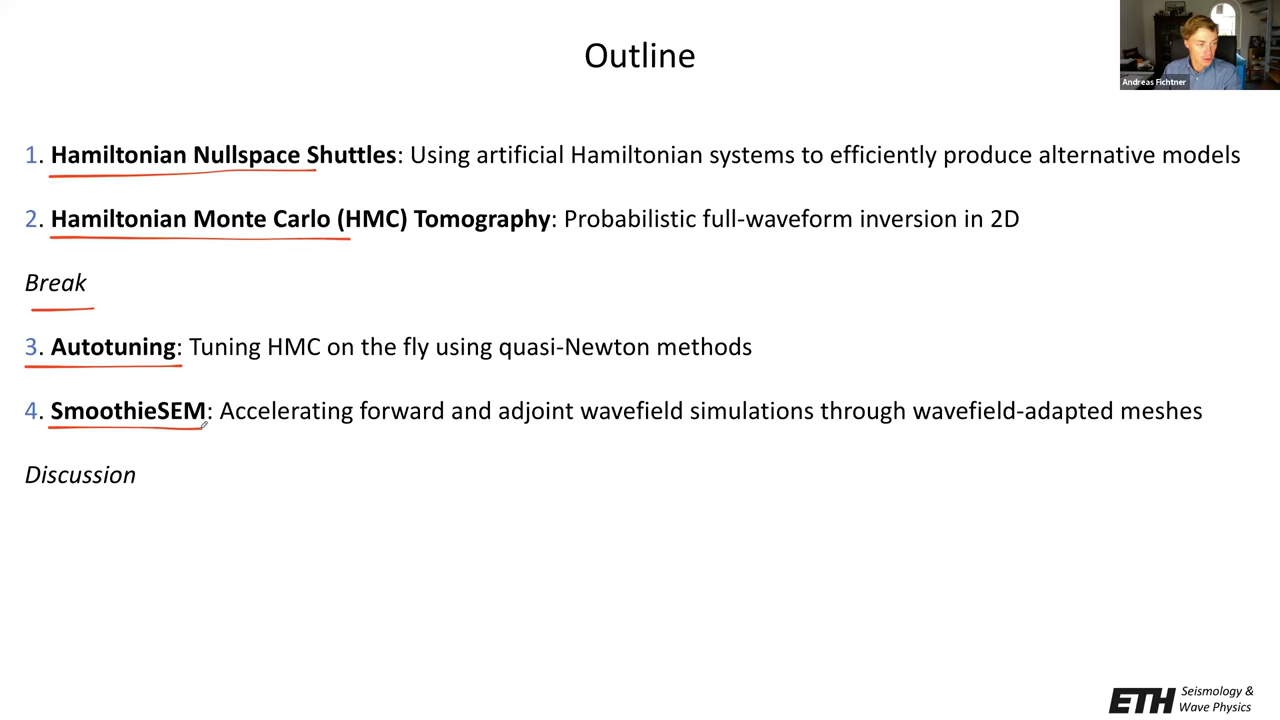 Outline
Andreas Fichtner
1. Hamiltonian Nullspace Shuttles: Using artificial Hamiltonian systems to efficiently produce alternative models
2. Hamiltonian Monte Carlo (HMC) Tomography: Probabilistic full-waveform inversion in 2D
Break
3. Autotuning: Tuning HMC on the fly using quasi-Newton methods
4. SmoothieSEM: Accelerating forward and adjoint wavefield simulations through wavefield-adapted meshes
Discussion
ETH Seismology &
Wave Physics